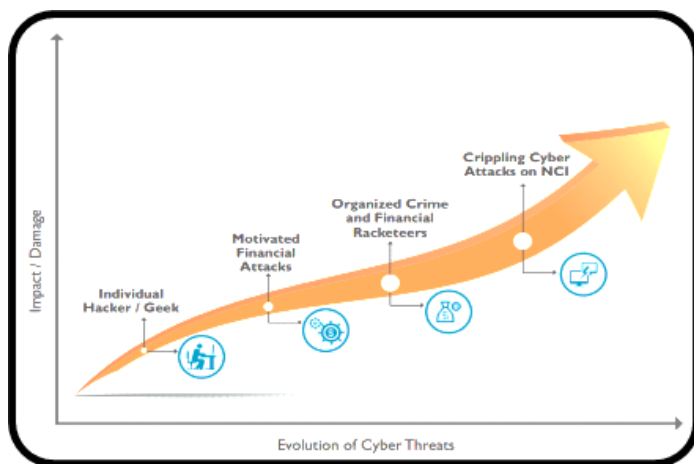 Impact / Damage
Individual
Hacker / Geek
Motivated
Financial
Attacks
Organized Crime
and Financial
Racketeers
Crippling Cyber
Attacks on NCI
$
Evolution of Cyber Threats